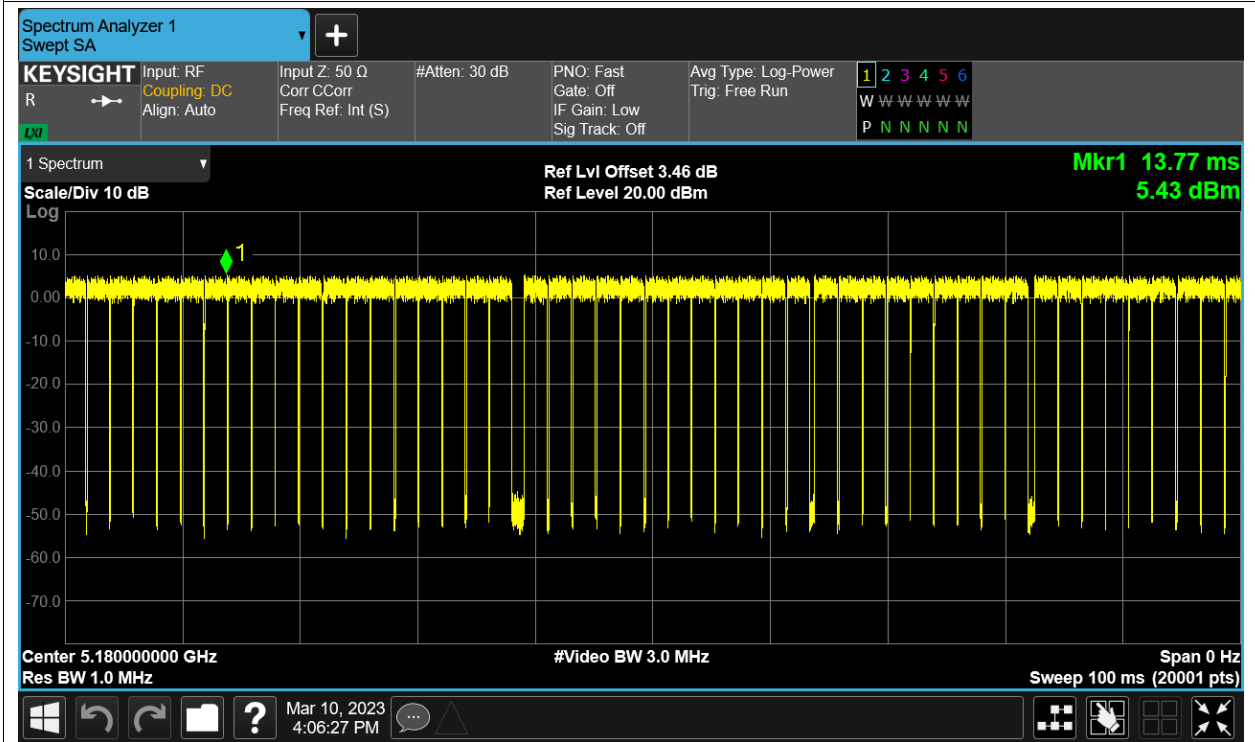 Spectrum Analyzer 1
Swept SA
KEYSIGHT
R
LXI
Input: RF
Coupling: DC
Align: Auto
Input Z: 50 Ω
Corr CCorr
Freq Ref: Int (S)
#Atten: 30 dB
PNO: Fast
Gate: Off
IF Gain: Low
Sig Track: Off
Avg Type: Log-Power
Trig: Free Run
1 2 3 4 5 6
W W W W W W
P N N N N N
1 Spectrum
Scale/Div 10 dB
Log
Ref Lvl Offset 3.46 dB
Ref Level 20.00 dBm
Mkr1 13.77 ms
5.43 dBm
1
10.0
0.00
-10.0
-20.0
-30.0
-40.0
-50.0
-60.0
-70.0
Center 5.180000000 GHz
Res BW 1.0 MHz
#Video BW 3.0 MHz
Span 0 Hz
Sweep 100 ms (20001 pts)
?
Mar 10, 2023
4:06:27 PM